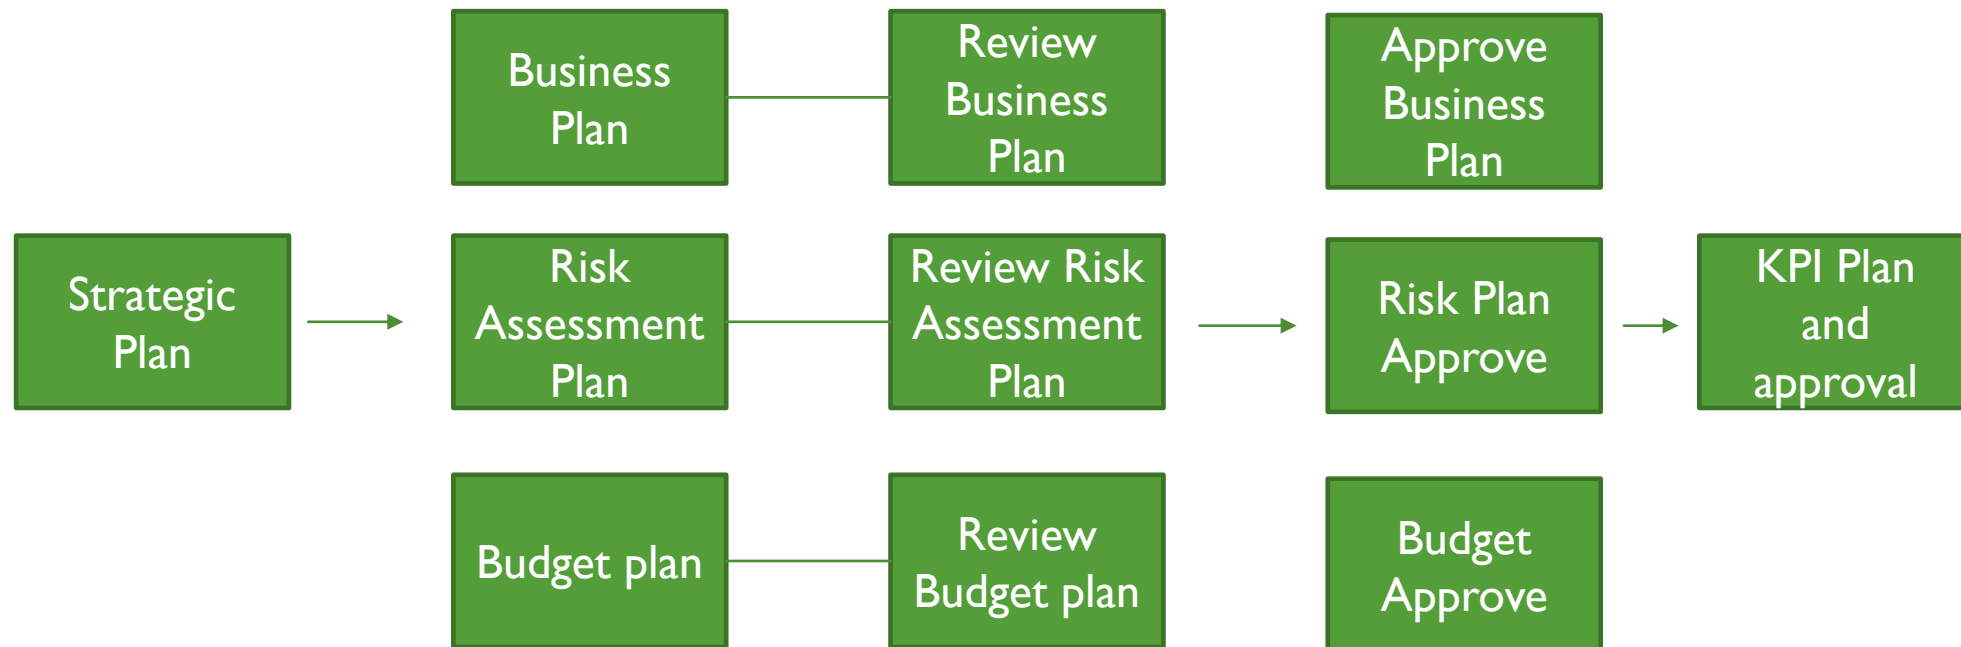 Business
Plan
Review
Business
Plan
Approve
Business
Plan
Strategic
Plan
Risk
Assessment
Plan
Review Risk
Assessment
Plan
Risk Plan
Approve
KPI Plan
and
approval
Budget plan
Review
Budget plan
Budget
Approve